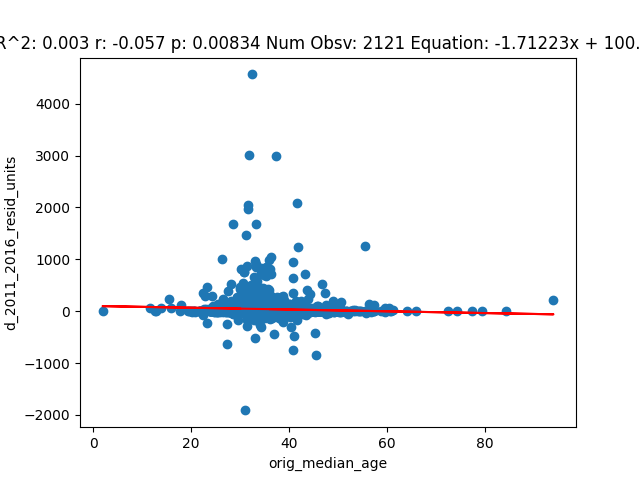 R^2: 0.003 r: -0.057 p: 0.00834 Num Obsv: 2121 Equation: -1.71223x + 100.
d_2011_2016_resid_units
4000
3000
2000
1000
0
−1000
−2000
0 20 40 60 80
orig_median_age